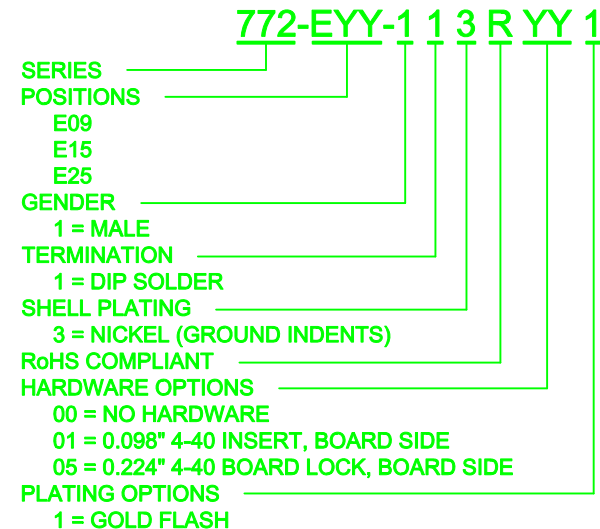 772-EYY-1 1 3 R YY 1
SERIES
POSITIONS
E09
E15
E25
GENDER
1 = MALE
TERMINATION
1 = DIP SOLDER
SHELL PLATING
3 = NICKEL (GROUND INDENTS)
RoHS COMPLIANT
HARDWARE OPTIONS
00 = NO HARDWARE
01 = 0.098" 4-40 INSERT, BOARD SIDE
05 = 0.224" 4-40 BOARD LOCK, BOARD SIDE
PLATING OPTIONS
1 = GOLD FLASH